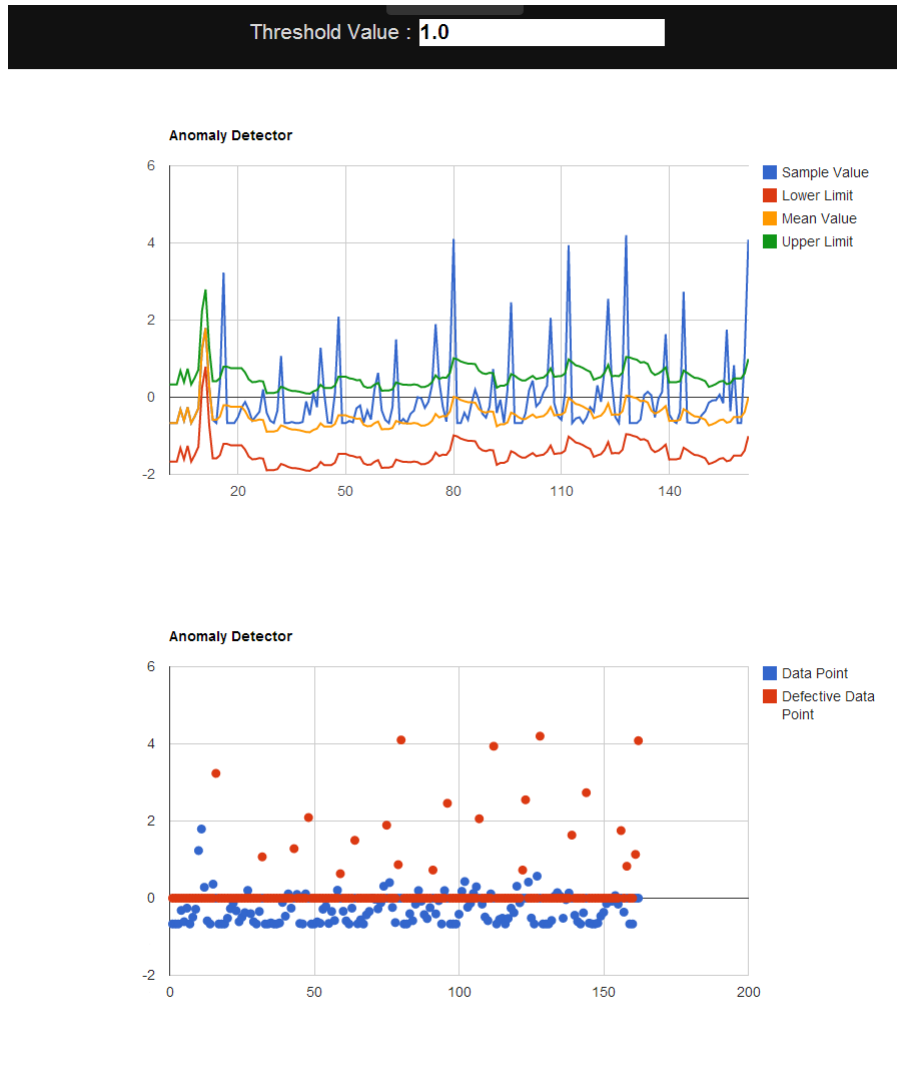 Threshold Value : 1.0
Anomaly Detector
6
4
2
0
-2
20
50
80
110
140
Sample Value
Lower Limit
Mean Value
Upper Limit
Anomaly Detector
6
4
2
0
-2
0
50
100
150
200
Data Point
Defective Data
Point